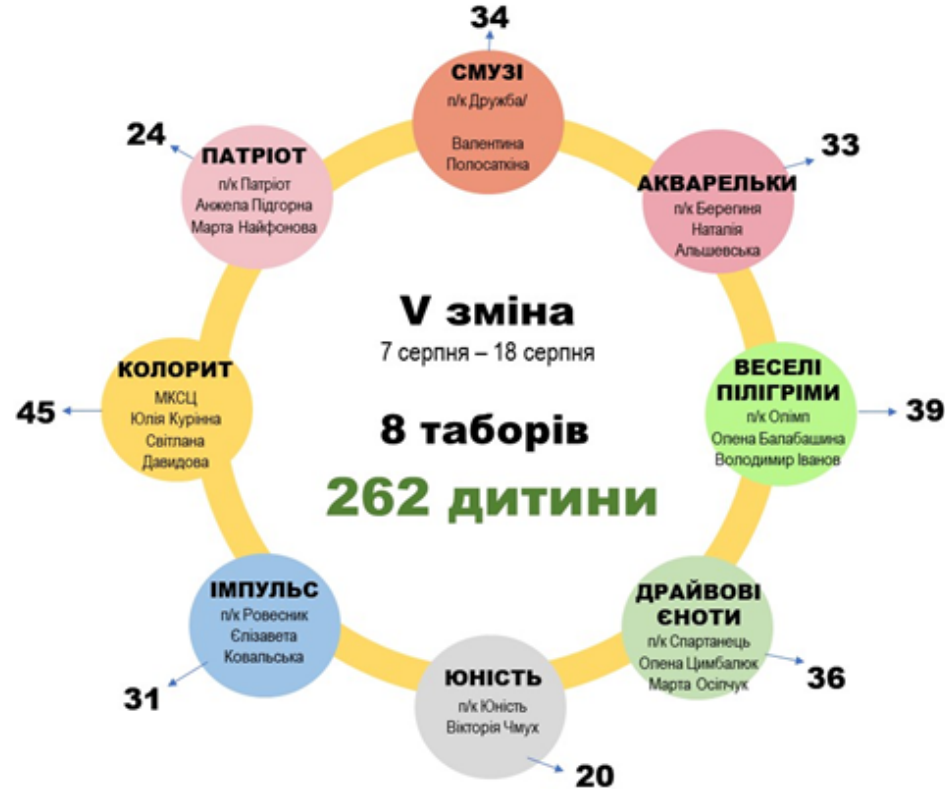 34
СМУЗІ
п/к Дружба/
Валентина
Полосаткіна
33
АКВАРЕЛЬКИ
п/к Берегиня
Наталія
Альшевська
39
ВЕСЕЛІ
ПІЛІГРІМИ
п/к Олімп
Олена Балабашина
Володимир Іванов
36
ДРАЙВОВІ
ЄНОТИ
п/к Спартанець
Олена Цимбалюк
Марта Осіпчук
20
ЮНІСТЬ
п/к Юність
Вікторія Чмух
31
ІМПУЛЬС
п/к Ровесник
Єлізавета
Ковальська
45
КОЛОРИТ
МКСЦ
Юлія Курінна
Світлана
Давидова
24
ПАТРІОТ
п/к Патріот
Анжела Підгорна
Марта Найфонова
V зміна
7 серпня – 18 серпня
8 таборів
262 дитини